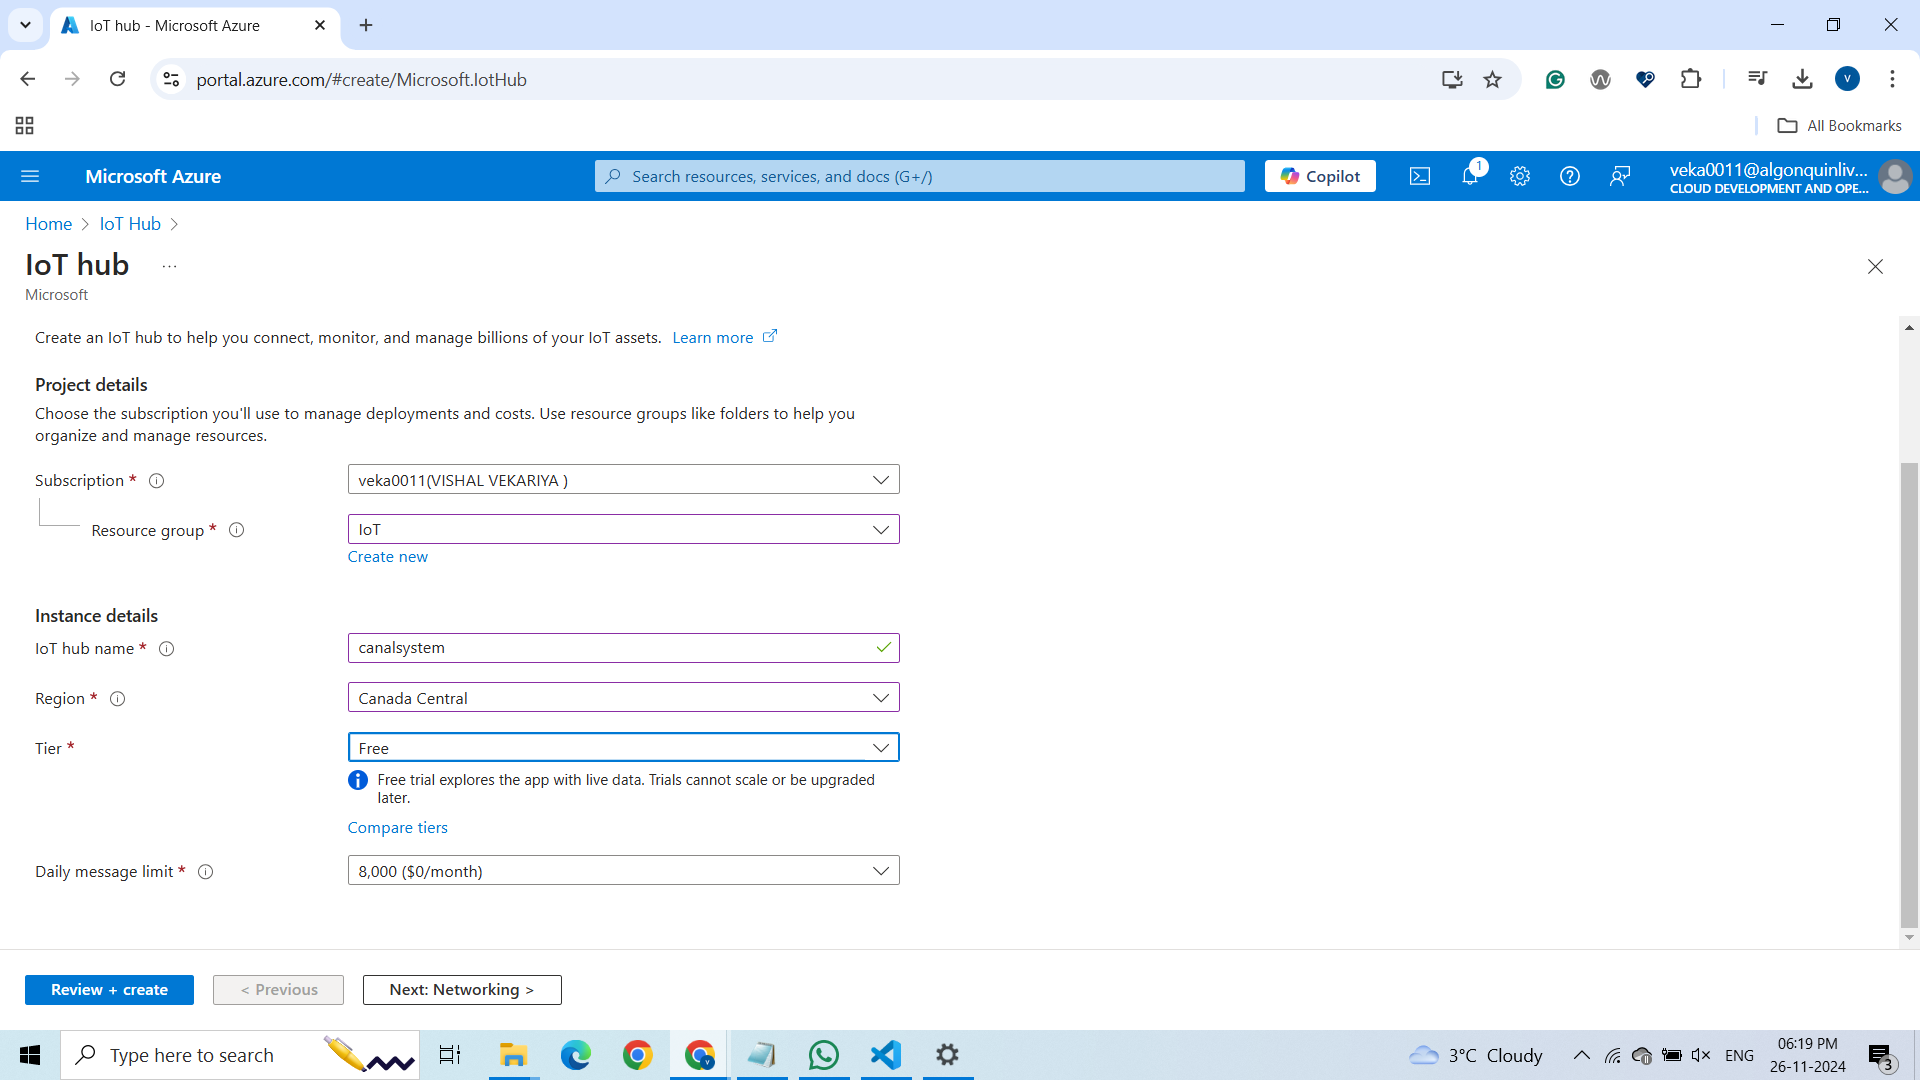 IoT hub - Microsoft Azure
portal.azure.com/#create/Microsoft.IotHub
V
All Bookmarks
Microsoft Azure
Search resources, services, and docs (G+/)
Copilot
1
veka0011@algonquinliv...
CLOUD DEVELOPMENT AND OPE...
Home > IoT Hub >
IoT hub ...
Microsoft
Create an IoT hub to help you connect, monitor, and manage billions of your IoT assets. Learn more
Project details
Choose the subscription you'll use to manage deployments and costs. Use resource groups like folders to help you
organize and manage resources.
Subscription *
veka0011(VISHAL VEKARIYA )
Resource group *
IoT
Create new
Instance details
IoT hub name *
canalsystem
Region *
Canada Central
Tier *
Free
Free trial explores the app with live data. Trials cannot scale or be upgraded
later.
Compare tiers
Daily message limit *
8,000 ($0/month)
Review + create
< Previous
Next: Networking >
Type here to search
3°C Cloudy
ENG
06:19 PM
26-11-2024
3